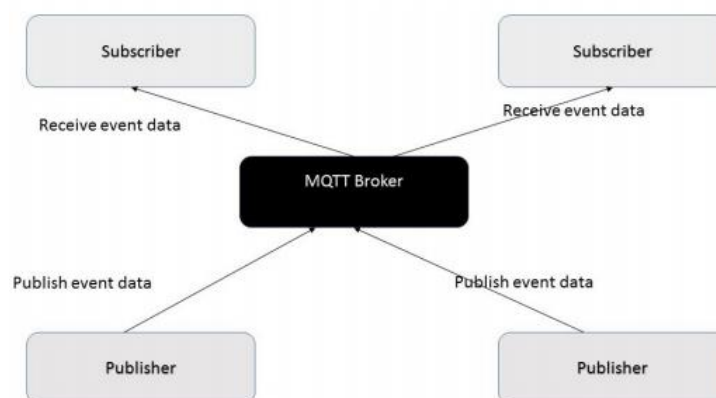 Subscriber
Subscriber
Receive event data
Receive event data
MQTT Broker
Publish event data
Publish event data
Publisher
Publisher